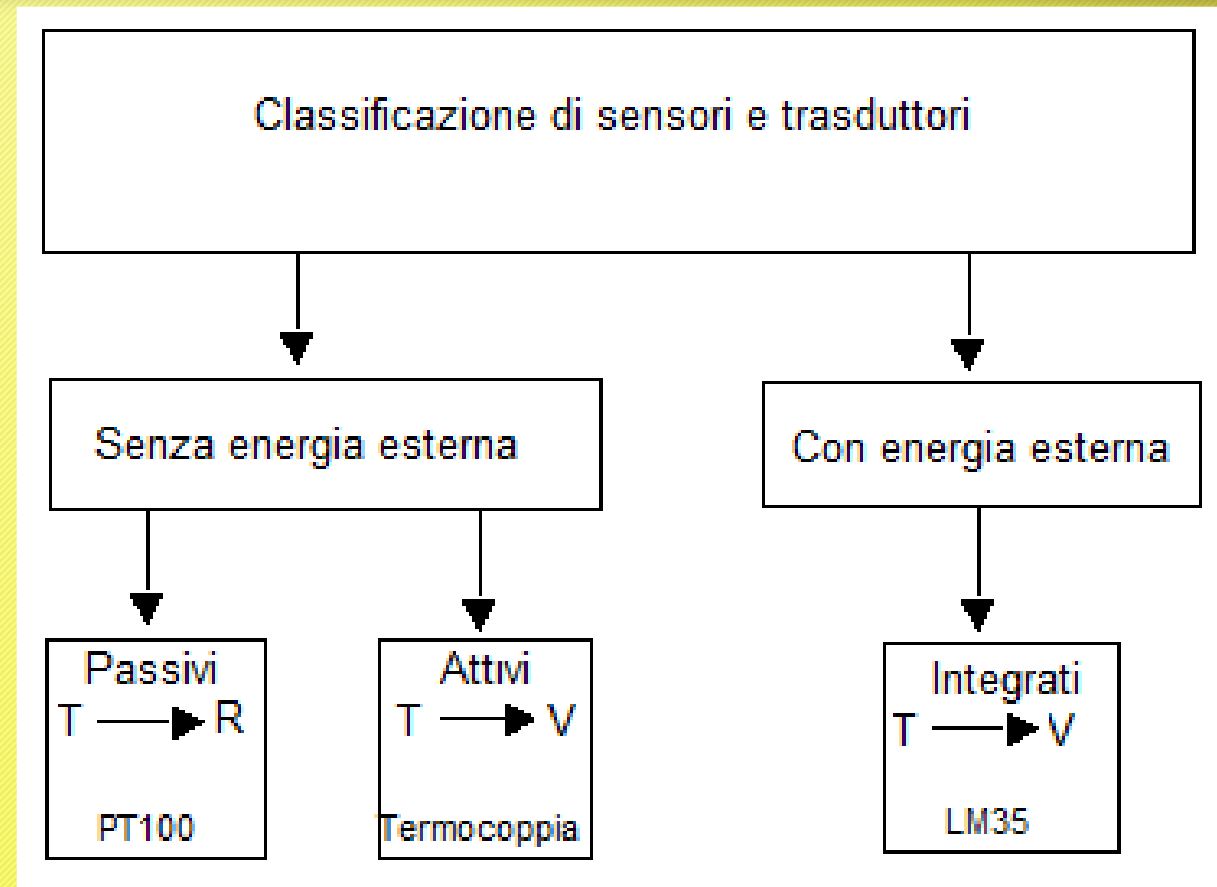 Classificazione di sensori e trasduttori
Senza energia esterna
Con energia esterna
Passivi
T R
PT100
Attivi
T V
Termocoppia
Integrati
T V
LM35